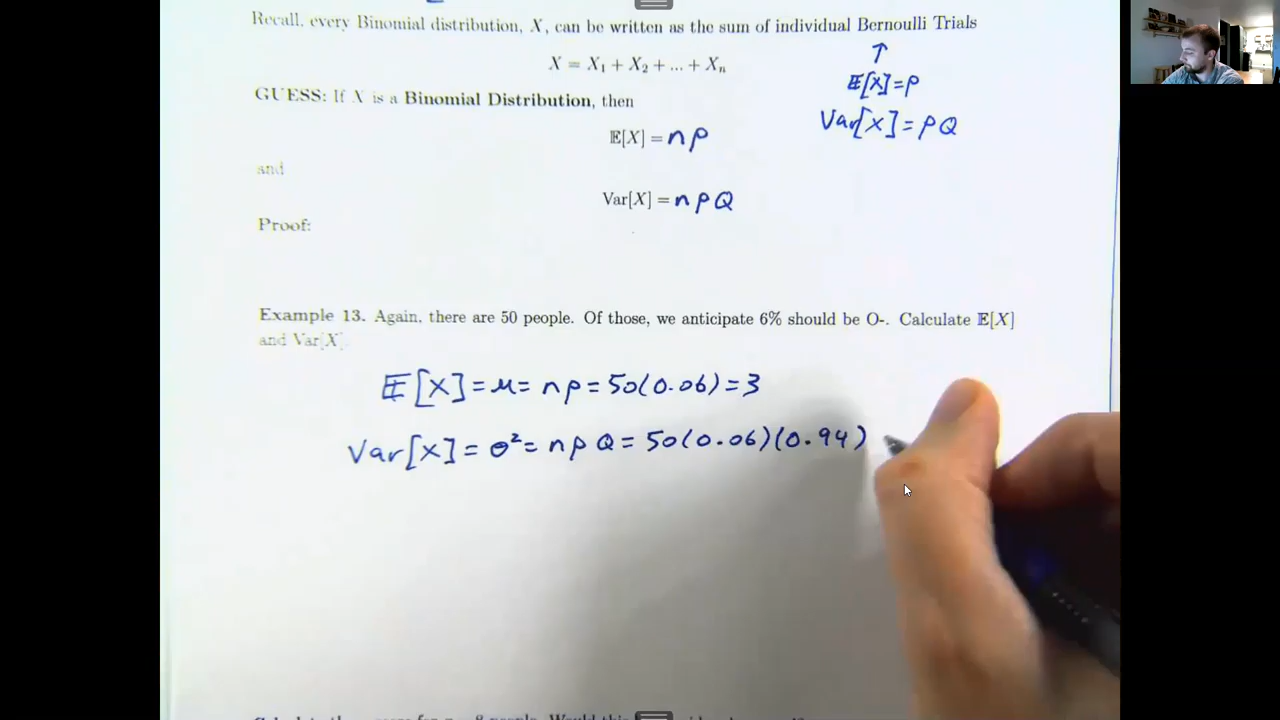 Recall, every Binomial distribution, X, can be written as the sum of individual Bernoulli Trials
X = X₁ + X₂ + ... + Xₙ
↑
E[X]=p
Var[X]=pQ
GUESS: If X is a Binomial Distribution, then
𝔼[X] = np
and
Var[X] = npQ
Proof:
Example 13. Again, there are 50 people. Of those, we anticipate 6% should be O-. Calculate 𝔼[X]
and Var[X]
𝔼[X] = μ = np = 50(0.06) = 3
Var[X] = σ² = npQ = 50(0.06)(0.94)